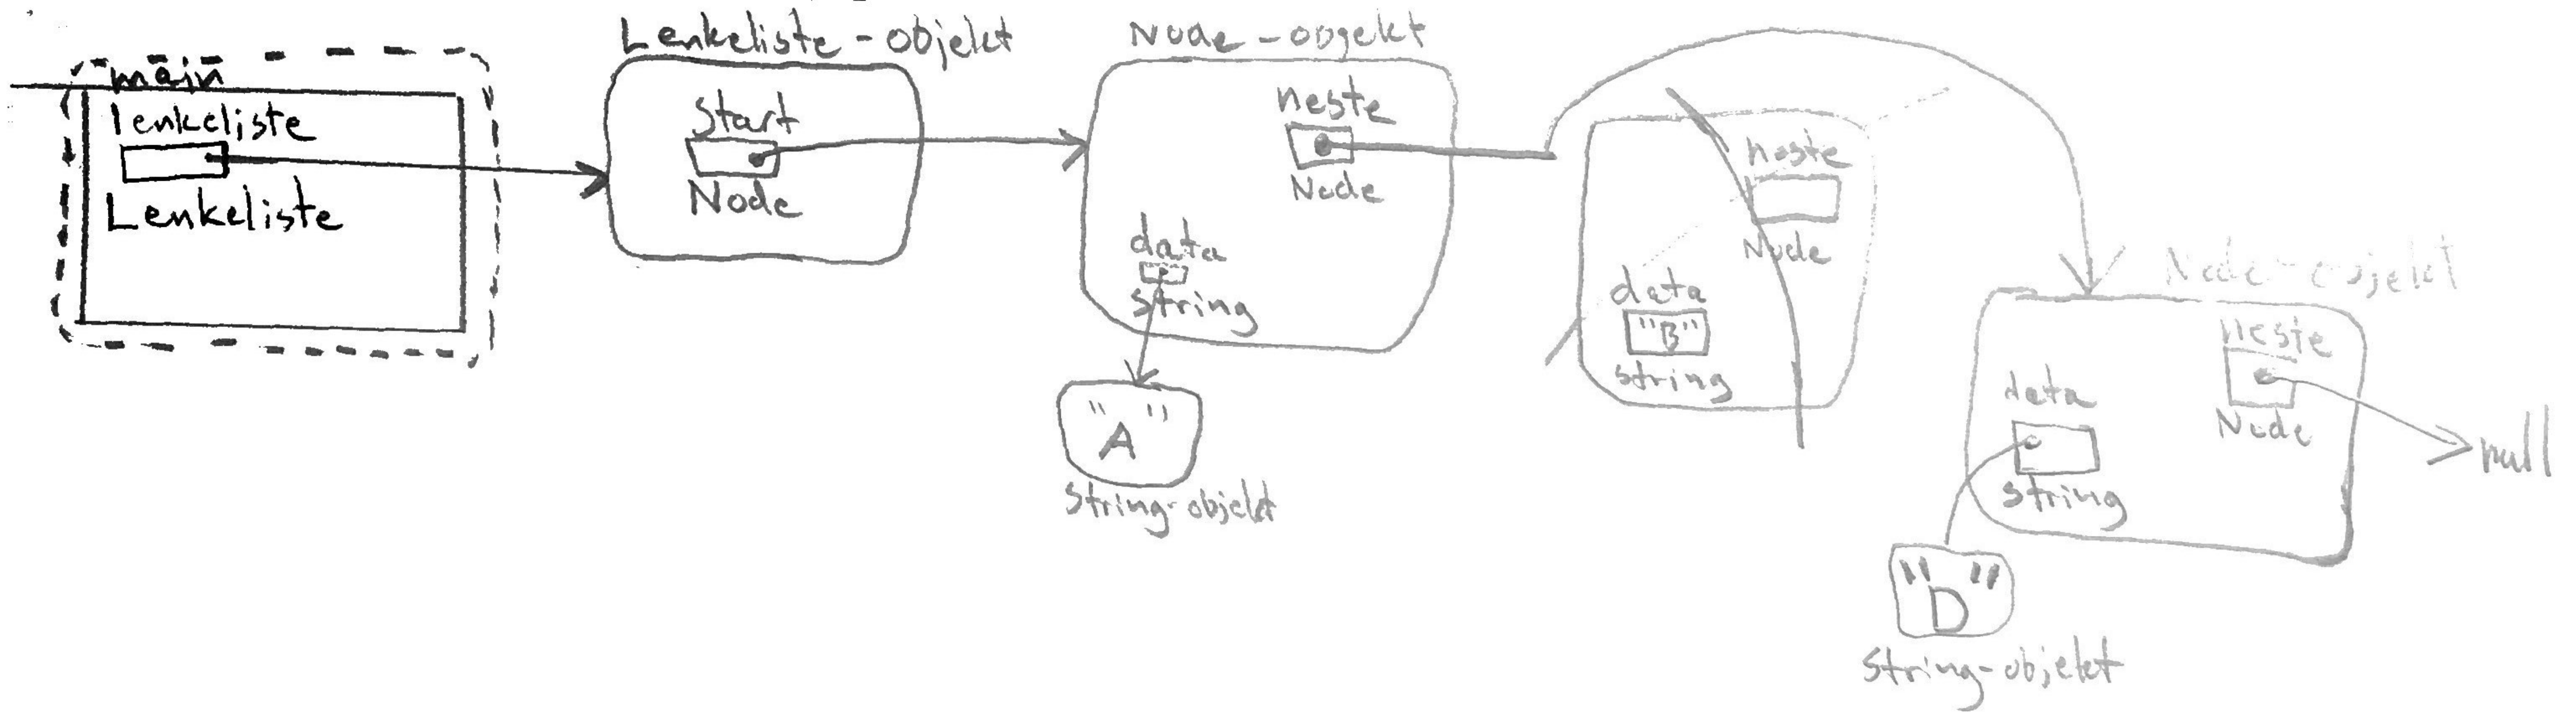 main
lenkeliste
Lenkeliste
Lenkeliste-objekt
Start
Node
Node-objekt
neste
Node
data
String
"A"
String-objekt
neste
Node
data
"B"
String
Node-objekt
neste
Node
data
String
null
"D"
String-objekt